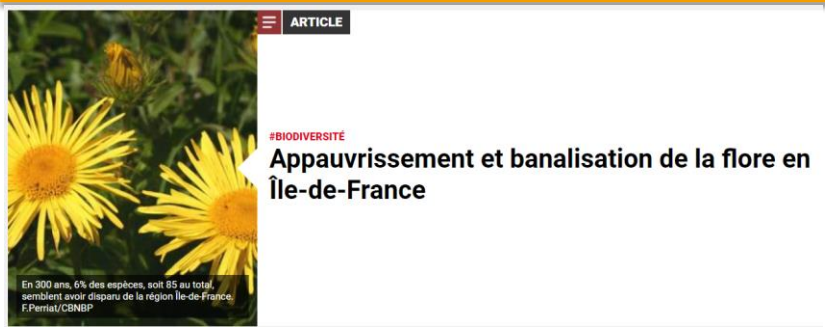 ARTICLE
#BIODIVERSITÉ
Appauvrissement et banalisation de la flore en
Île-de-France
En 300 ans, 6% des espèces, soit 85 au total,
semblent avoir disparu de la région Île-de-France.
F.Perriat/CBNBP